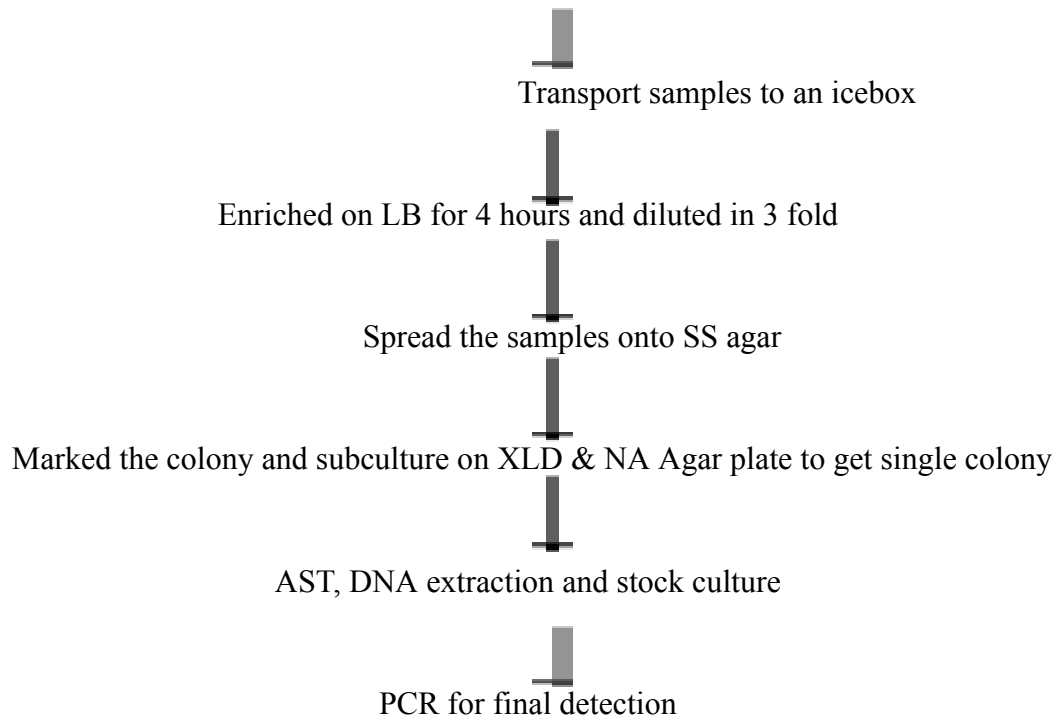 Transport samples to an icebox
Enriched on LB for 4 hours and diluted in 3 fold
Spread the samples onto SS agar
Marked the colony and subculture on XLD & NA Agar plate to get single colony
AST, DNA extraction and stock culture
PCR for final detection